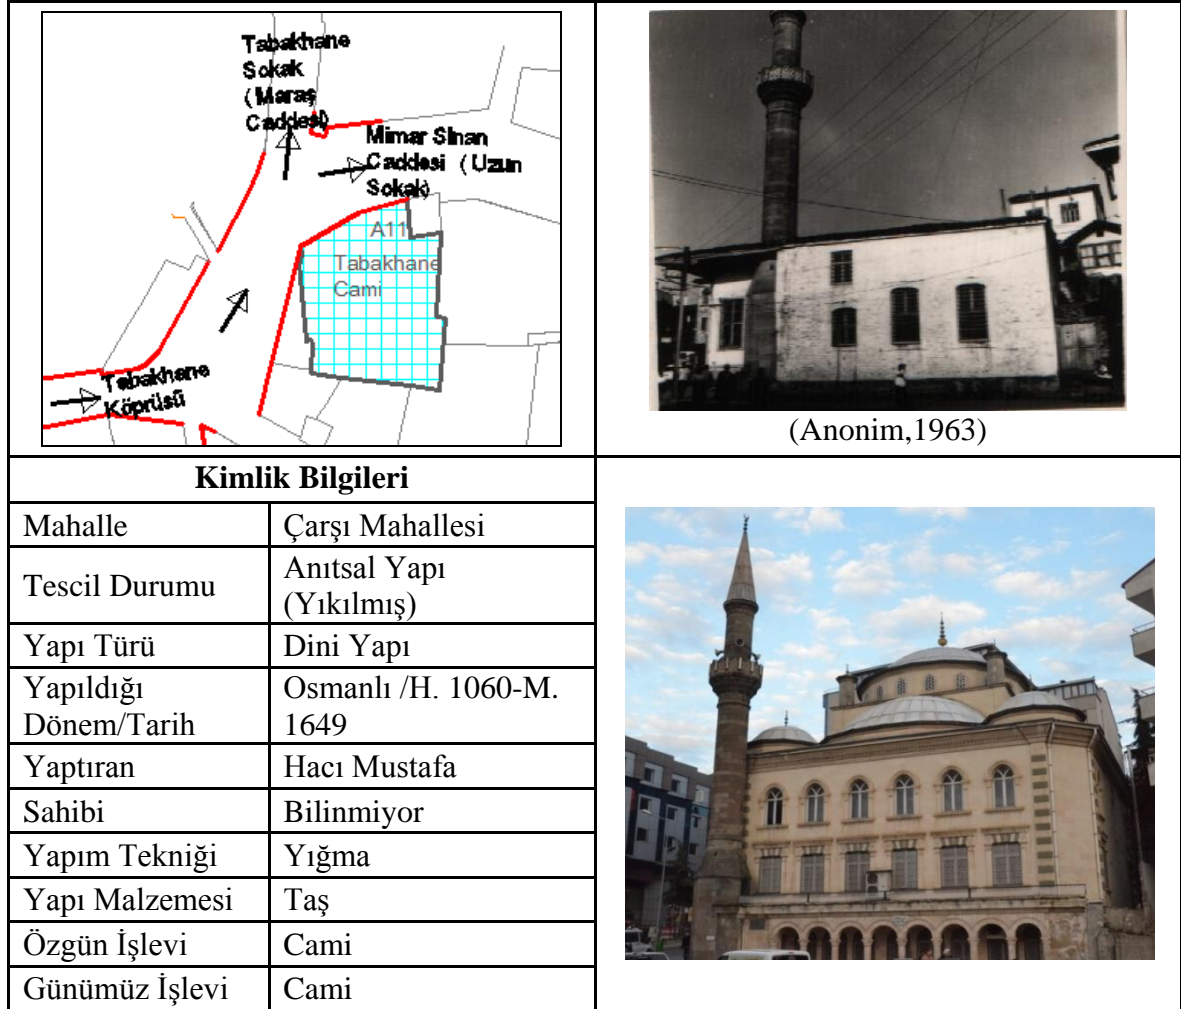 Tabakhane
Sokak
(Maraş
Caddesi)
Mimar Sinan
Caddesi (Uzun
Sokak)
A11
Tabakhane
Cami
Tabakhane
Köprüsü
(Anonim,1963)
Kimlik Bilgileri
Mahalle Çarşı Mahallesi
Tescil Durumu Anıtsal Yapı
(Yıkılmış)
Yapı Türü Dini Yapı
Yapıldığı Osmanlı /H. 1060-M.
Dönem/Tarih 1649
Yaptıran Hacı Mustafa
Sahibi Bilinmiyor
Yapım Tekniği Yığma
Yapı Malzemesi Taş
Özgün İşlevi Cami
Günümüz İşlevi Cami